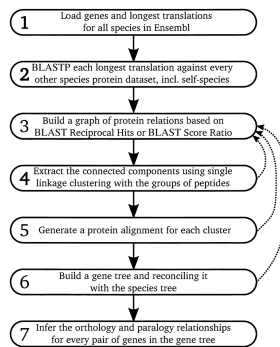 1 Load genes and longest translations
for all species in Ensembl
2 BLASTP each longest translation against every
other species protein dataset, incl. self-species
3 Build a graph of protein relations based on
BLAST Reciprocal Hits or BLAST Score Ratio
4 Extract the connected components using single
linkage clustering with the groups of peptides
5 Generate a protein alignment for each cluster
6 Build a gene tree and reconciling it
with the species tree
7 Infer the orthology and paralogy relationships
for every pair of genes in the gene tree